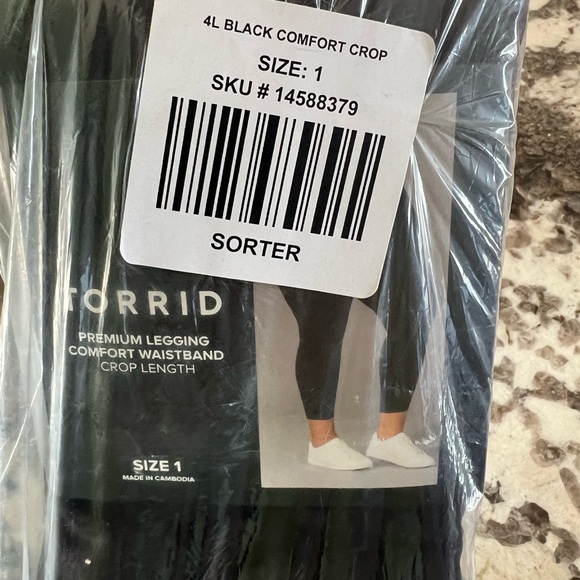 4L BLACK COMFORT CROP
SIZE: 1
SKU # 14588379
SORTER
TORRID
PREMIUM LEGGING
COMFORT WAISTBAND
CROP LENGTH
SIZE 1
MADE IN CAMBODIA